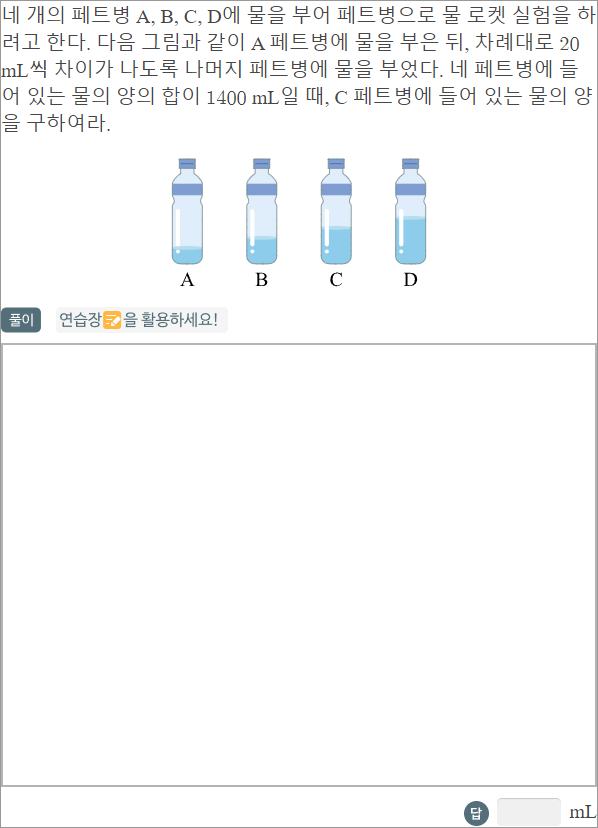 네 개의 페트병 A, B, C, D에 물을 부어 페트병으로 물 로켓 실험을 하
려고 한다. 다음 그림과 같이 A 페트병에 물을 부은 뒤, 차례대로 20
mL씩 차이가 나도록 나머지 페트병에 물을 부었다. 네 페트병에 들
어 있는 물의 양의 합이 1400 mL일 때, C 페트병에 들어 있는 물의 양
을 구하여라.
A B C D
풀이 연습장을 활용하세요!
답 mL